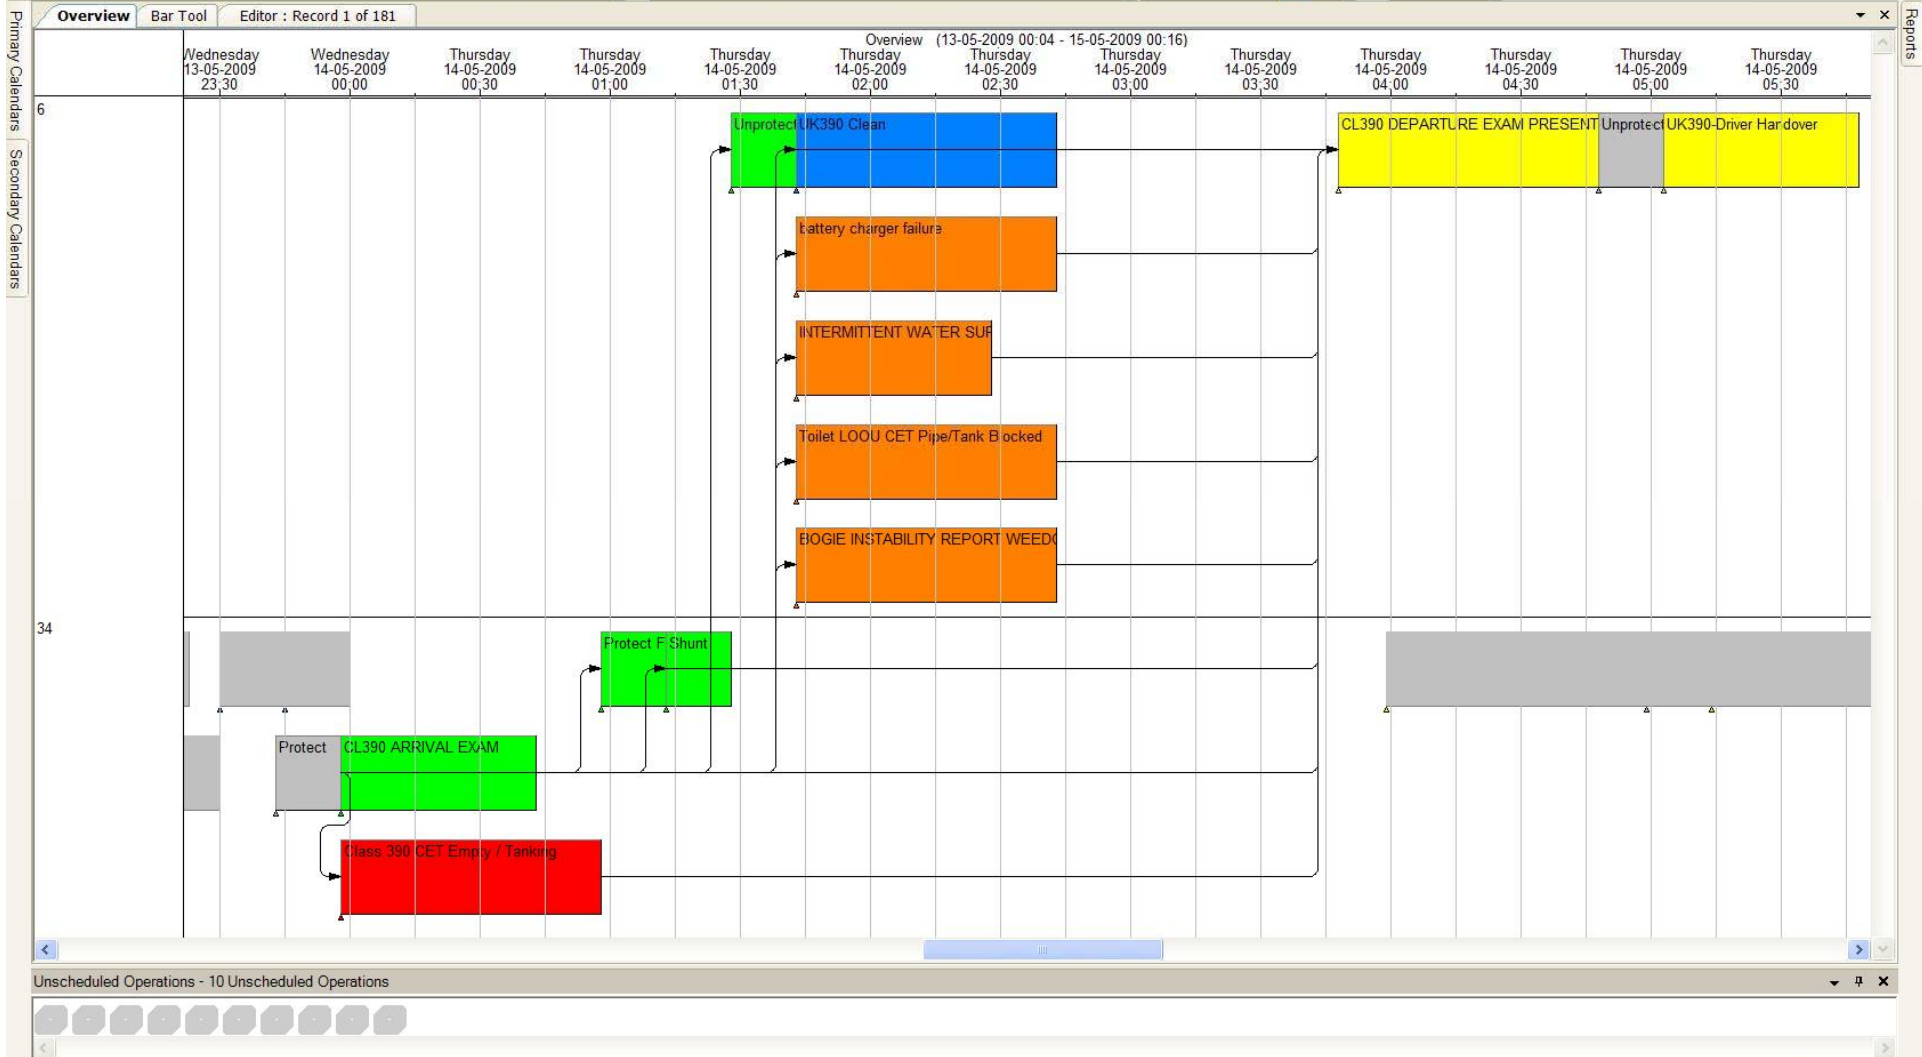 Primary Calendars
Secondary Calendars
Reports
Overview
Bar Tool
Editor : Record 1 of 181
Overview (13-05-2009 00:04 - 15-05-2009 00:16)
Wednesday Wednesday Thursday Thursday Thursday Thursday Thursday Thursday Thursday Thursday Thursday Thursday Thursday
13-05-2009 14-05-2009 14-05-2009 14-05-2009 14-05-2009 14-05-2009 14-05-2009 14-05-2009 14-05-2009 14-05-2009 14-05-2009 14-05-2009 14-05-2009
23:30 00:00 00:30 01:00 01:30 02:00 02:30 03:00 03:30 04:00 04:30 05:00 05:30
6
Unprotect UK390 Clean CL390 DEPARTURE EXAM PRESENT Unprotect UK390-Driver Handover
battery charger failure
INTERMITTENT WATER SUP
Toilet LOOU CET Pipe/Tank Blocked
BOGIE INSTABILITY REPORT WEEDO
34
Protect F Shunt
Protect CL390 ARRIVAL EXAM
Class 390 CET Empty / Tanking
Unscheduled Operations - 10 Unscheduled Operations